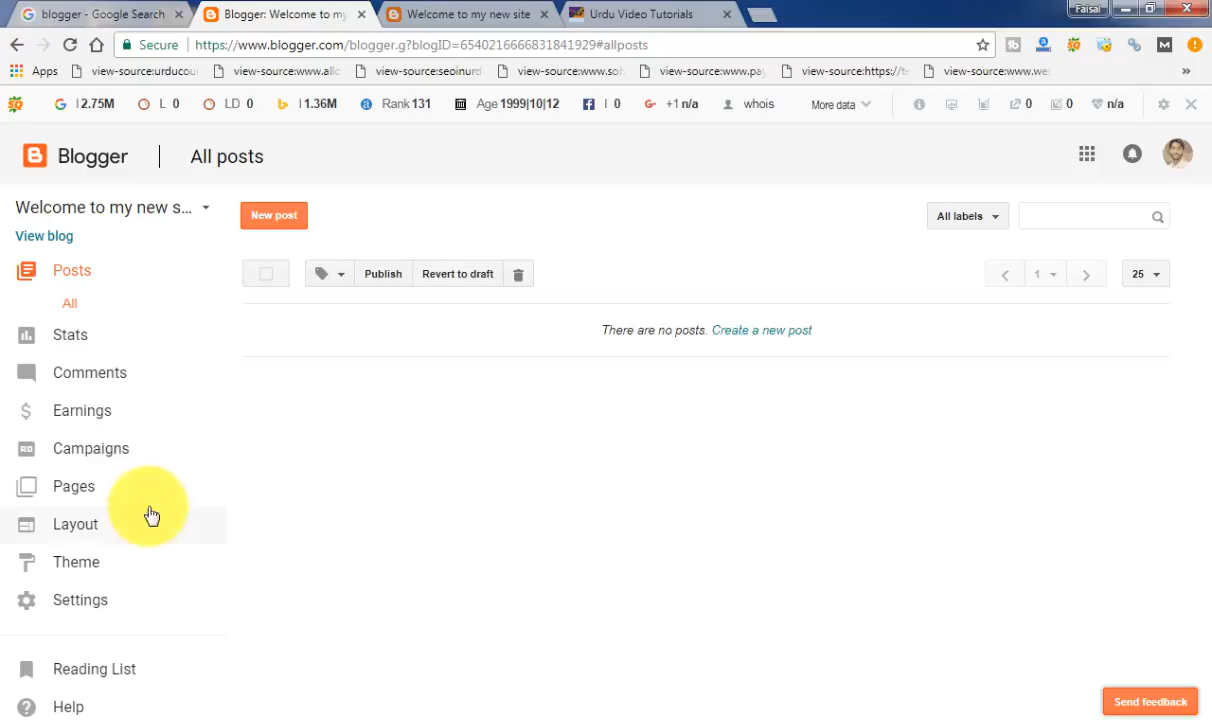 blogger - Google Search
Blogger: Welcome to my
Welcome to my new site
Urdu Video Tutorials
Faisal
Secure
https://www.blogger.com/blogger.g?blogID=6540216666831841929#allposts
Apps
view-source:urducou
view-source:www.allc
view-source:seoinurd
view-source:www.soh
view-source:www.pay
view-source:https://te
view-source:www.we
»
SQ
G I 2.75M
L 0
LD 0
I 1.36M
Rank 131
Age 1999|10|12
I 0
+1 n/a
whois
More data
0
0
n/a
Blogger
All posts
Welcome to my new s...
New post
All labels
View blog
Posts
Publish
Revert to draft
1
25
All
There are no posts. Create a new post
Stats
Comments
Earnings
Campaigns
Pages
Layout
Theme
Settings
Reading List
Help
Send feedback